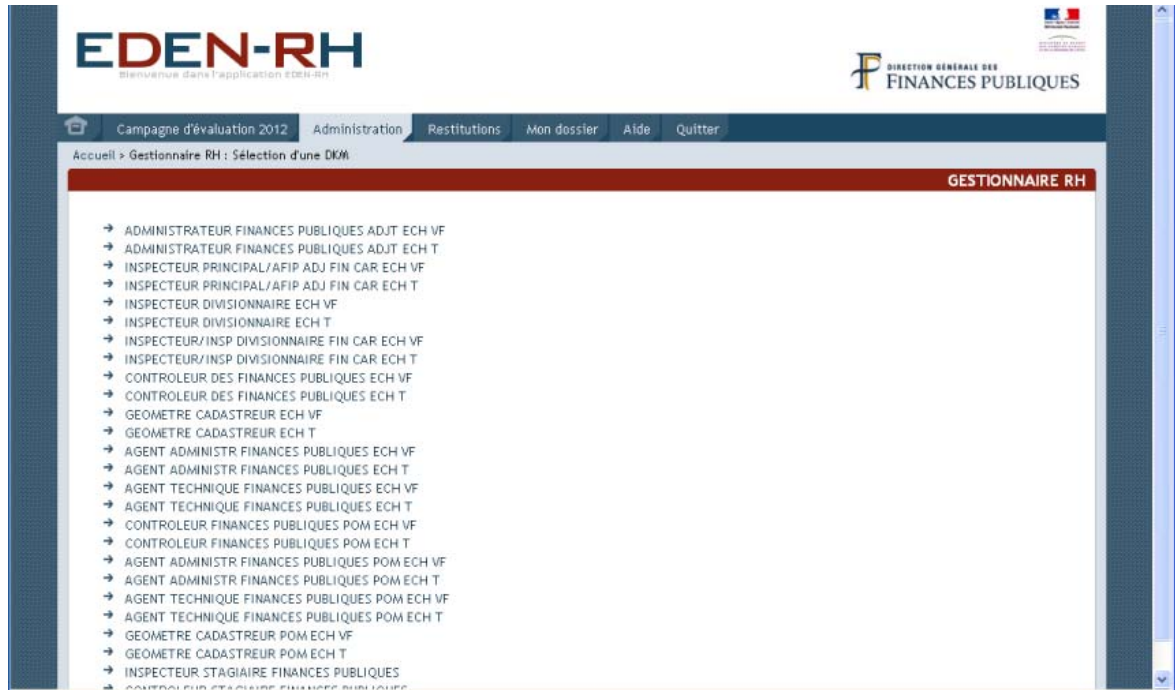 EDEN-RH
Bienvenue dans l'application EDEN-RH
DIRECTION GÉNÉRALE DES
FINANCES PUBLIQUES
Campagne d'évaluation 2012 Administration Restitutions Mon dossier Aide Quitter
Accueil > Gestionnaire RH : Sélection d'une DKM
GESTIONNAIRE RH
ADMINISTRATEUR FINANCES PUBLIQUES ADJT ECH VF
ADMINISTRATEUR FINANCES PUBLIQUES ADJT ECH T
INSPECTEUR PRINCIPAL/AFIP ADJ FIN CAR ECH VF
INSPECTEUR PRINCIPAL/AFIP ADJ FIN CAR ECH T
INSPECTEUR DIVISIONNAIRE ECH VF
INSPECTEUR DIVISIONNAIRE ECH T
INSPECTEUR/INSP DIVISIONNAIRE FIN CAR ECH VF
INSPECTEUR/INSP DIVISIONNAIRE FIN CAR ECH T
CONTROLEUR DES FINANCES PUBLIQUES ECH VF
CONTROLEUR DES FINANCES PUBLIQUES ECH T
GEOMETRE CADASTREUR ECH VF
GEOMETRE CADASTREUR ECH T
AGENT ADMINISTR FINANCES PUBLIQUES ECH VF
AGENT ADMINISTR FINANCES PUBLIQUES ECH T
AGENT TECHNIQUE FINANCES PUBLIQUES ECH VF
AGENT TECHNIQUE FINANCES PUBLIQUES ECH T
CONTROLEUR FINANCES PUBLIQUES POM ECH VF
CONTROLEUR FINANCES PUBLIQUES POM ECH T
AGENT ADMINISTR FINANCES PUBLIQUES POM ECH VF
AGENT ADMINISTR FINANCES PUBLIQUES POM ECH T
AGENT TECHNIQUE FINANCES PUBLIQUES POM ECH VF
AGENT TECHNIQUE FINANCES PUBLIQUES POM ECH T
GEOMETRE CADASTREUR POM ECH VF
GEOMETRE CADASTREUR POM ECH T
INSPECTEUR STAGIAIRE FINANCES PUBLIQUES
CONTROLEUR STAGIAIRE FINANCES PUBLIQUES